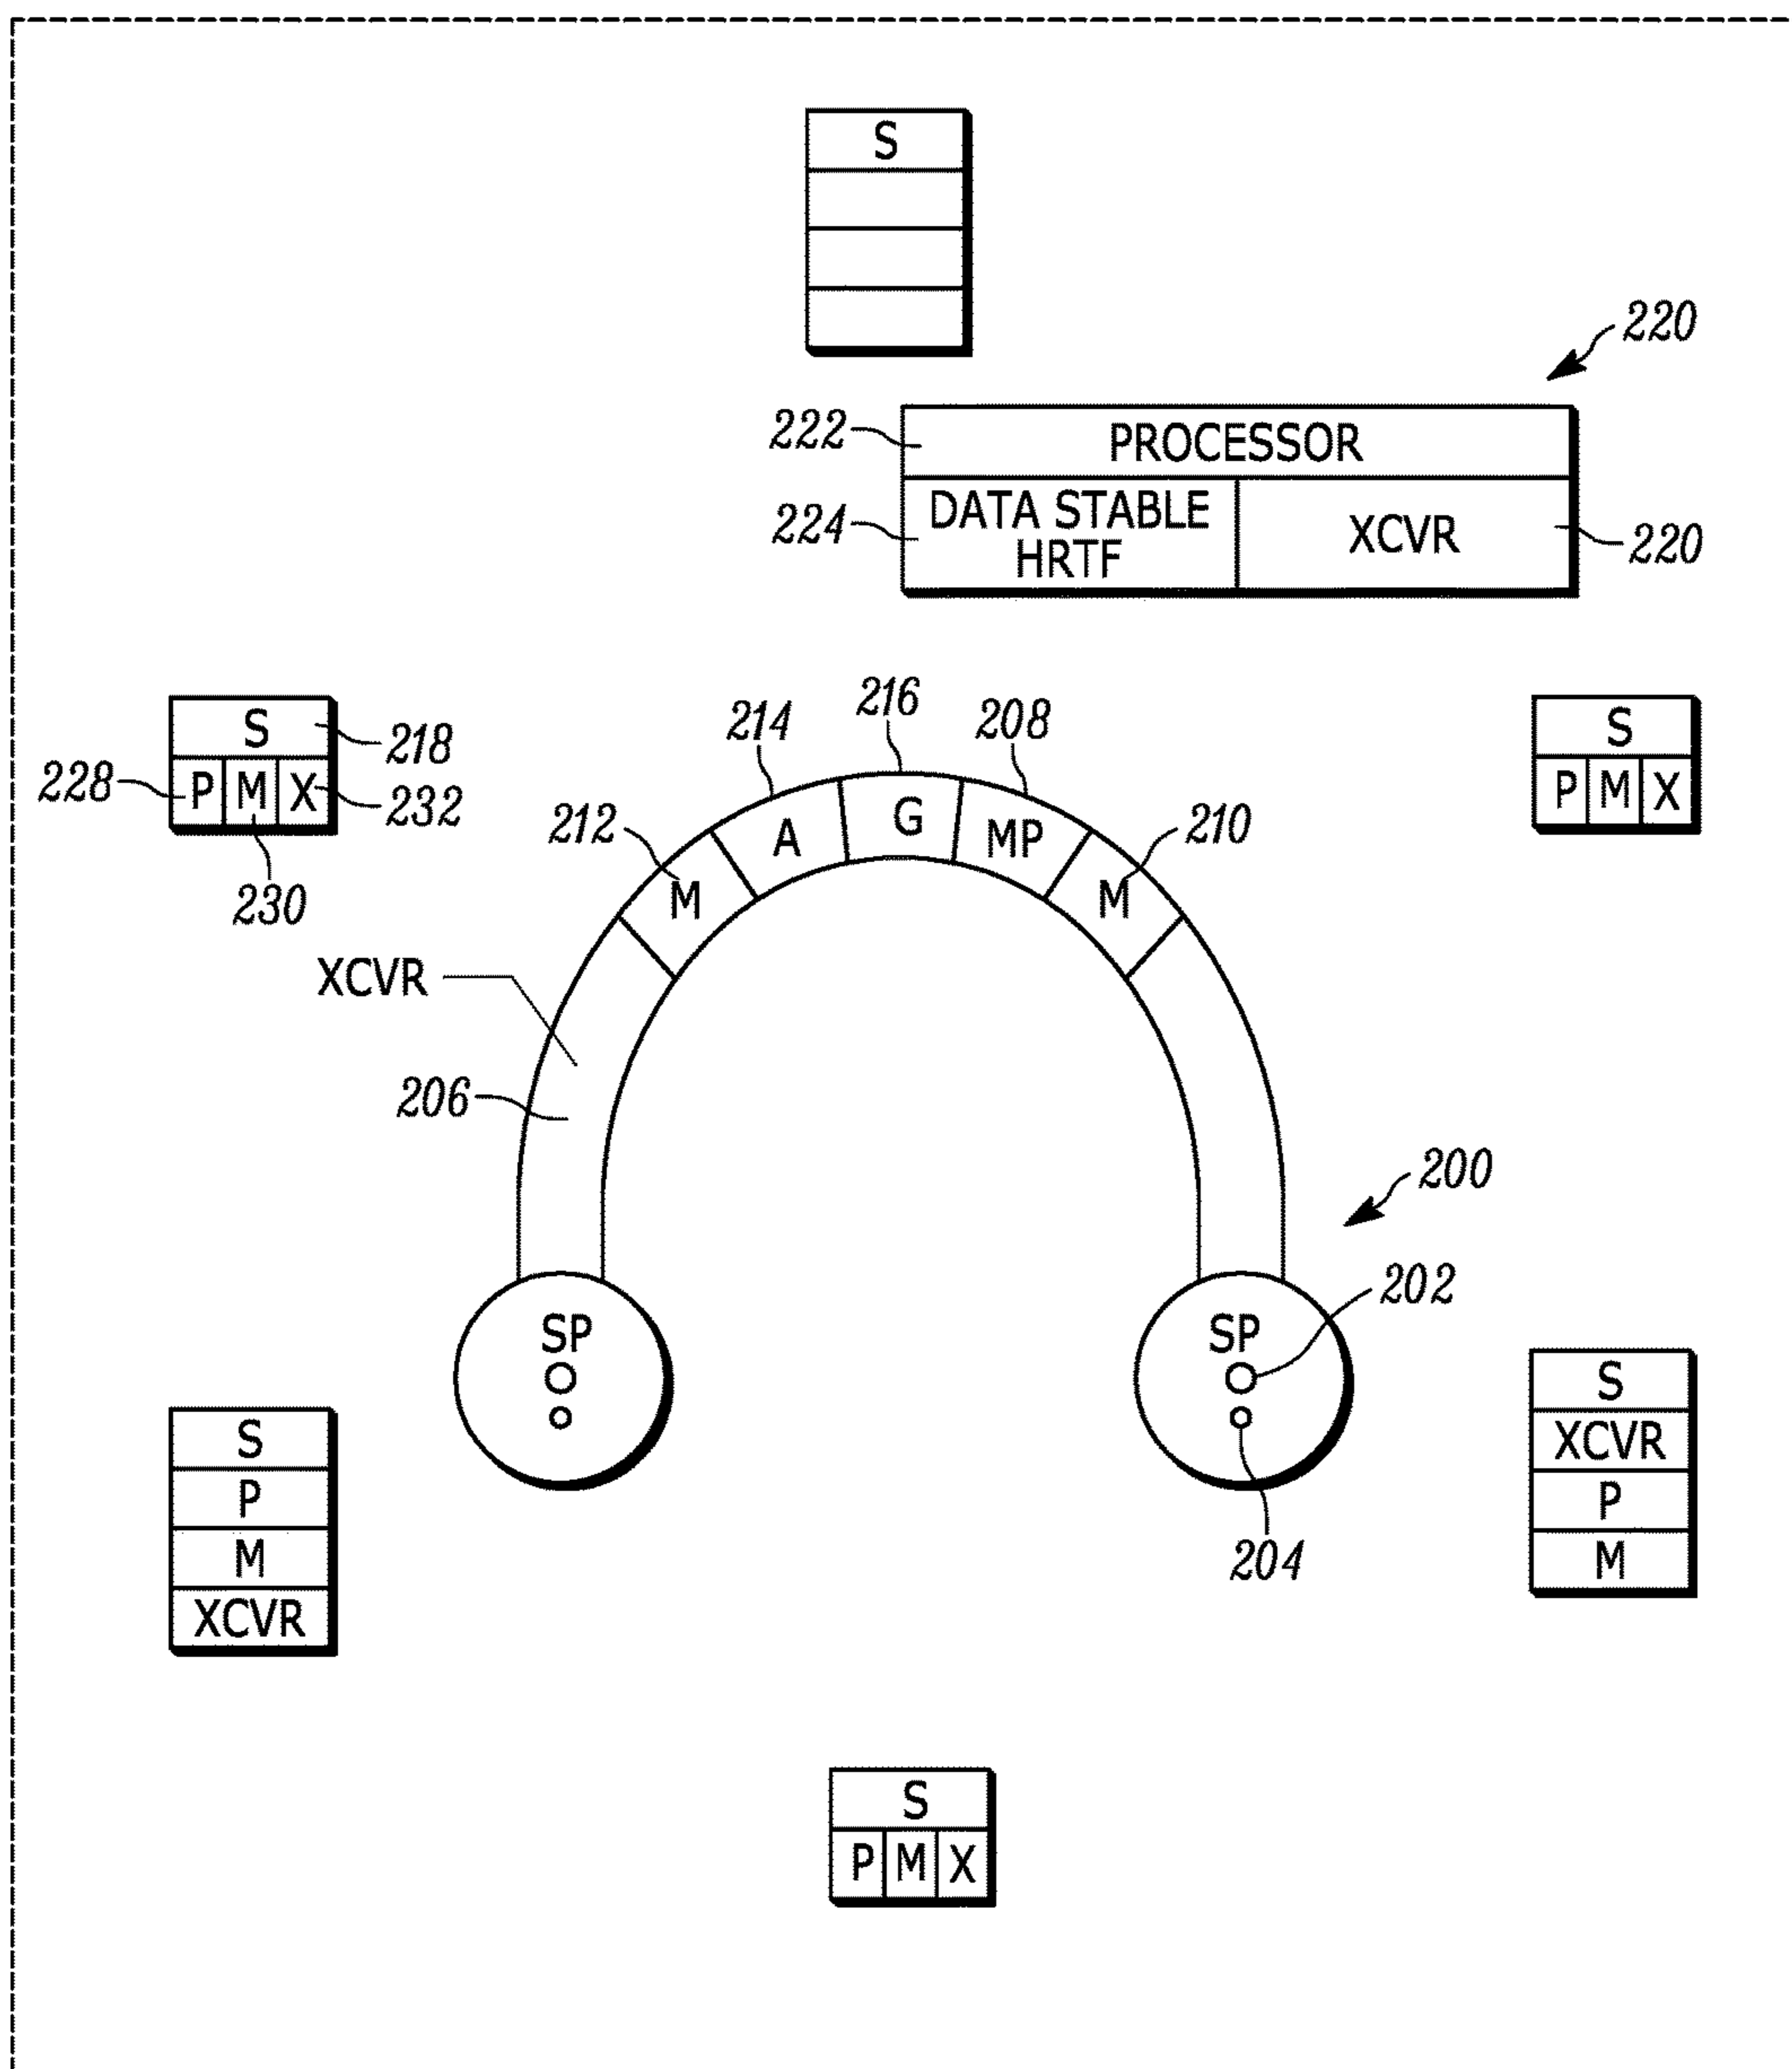 S
220
222
PROCESSOR
224
DATA STABLE
HRTF
XCVR
220
S
218
228
P M X
232
230
216
214
208
212
A
G
MP
210
M
M
S
P M X
XCVR
206
200
SP
SP
202
204
S
P
M
XCVR
S
XCVR
P
M
S
P M X